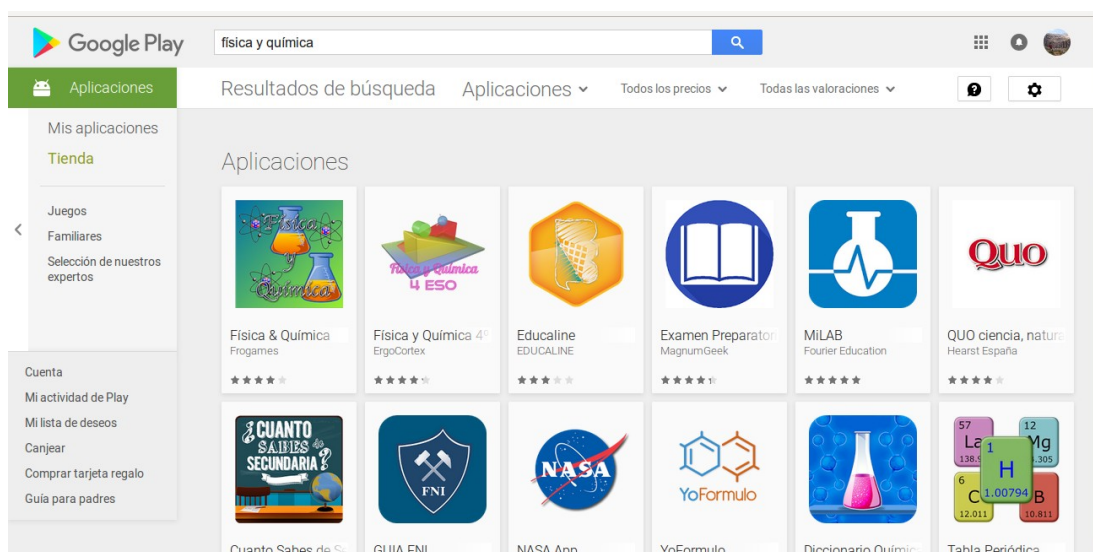 Google Play
física y química
Aplicaciones
Resultados de búsqueda
Aplicaciones
Todos los precios
Todas las valoraciones
Mis aplicaciones
Tienda
Juegos
Familiares
Selección de nuestros
expertos
Cuenta
Mi actividad de Play
Mi lista de deseos
Canjear
Comprar tarjeta regalo
Guía para padres
Aplicaciones
Física
y
Química
Física & Química
Frogames
Física y Química
4 ESO
Física y Química 4º
ErgoCortex
Educaline
EDUCALINE
Examen Preparator
MagnumGeek
MiLAB
Fourier Education
Quo
QUO ciencia, natura
Hearst España
¿CUANTO
SABES de
SECUNDARIA?
Cuanto Sabes de S
FNI
GUIA FNI
NASA
NASA App
YoFormulo
YoFormulo
Diccionario Químic
57
La
138.9
12
Mg
.305
1
H
1.00794
6
C
12.011
B
10.811
Tabla Periódica